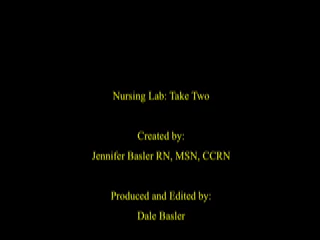 Nursing Lab: Take Two
Created by:
Jennifer Basler RN, MSN, CCRN
Produced and Edited by:
Dale Basler